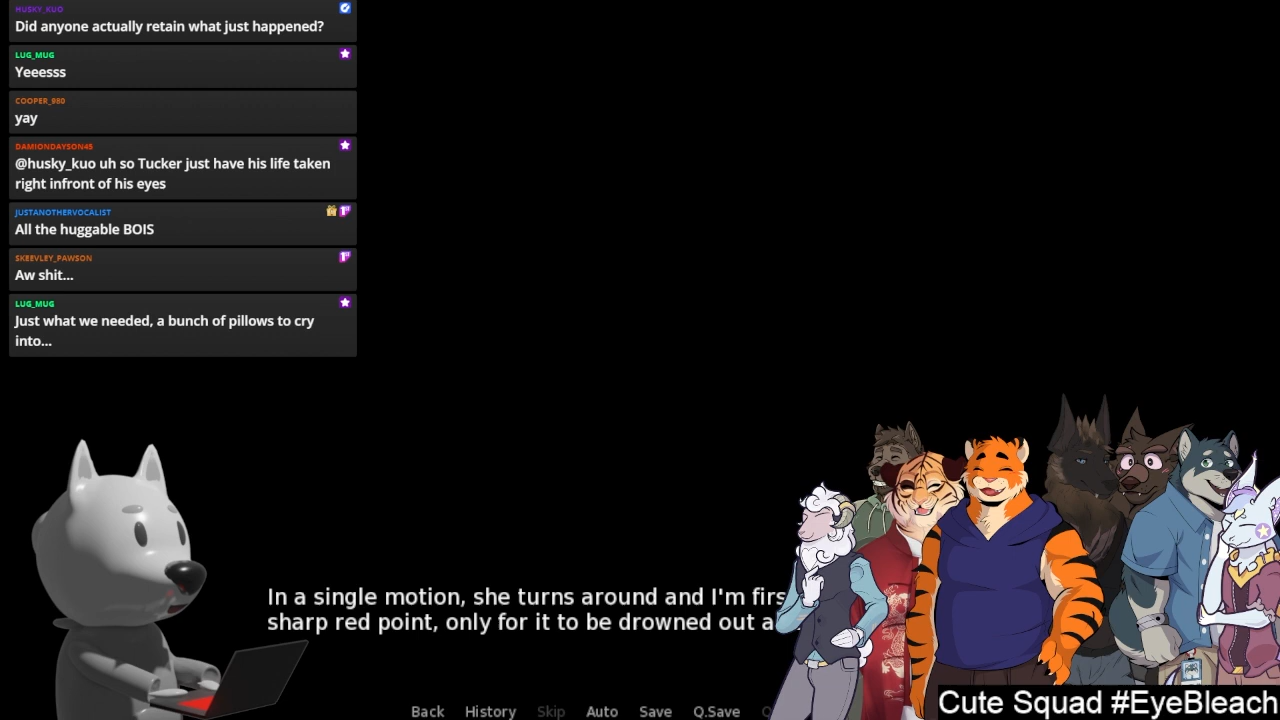 HUSKY_KUO
Did anyone actually retain what just happened?
LUG_MUG
Yeeesss
COOPER_980
yay
DAMIONDAYSON45
@husky_kuo uh so Tucker just have his life taken
right infront of his eyes
JUSTANOTHERVOCALIST
All the huggable BOIS
SKEEVLEY_PAWSON
Aw shit...
LUG_MUG
Just what we needed, a bunch of pillows to cry
into...
In a single motion, she turns around and I'm firs
sharp red point, only for it to be drowned out a
Back History Skip Auto Save Q.Save Q
Cute Squad #EyeBleach